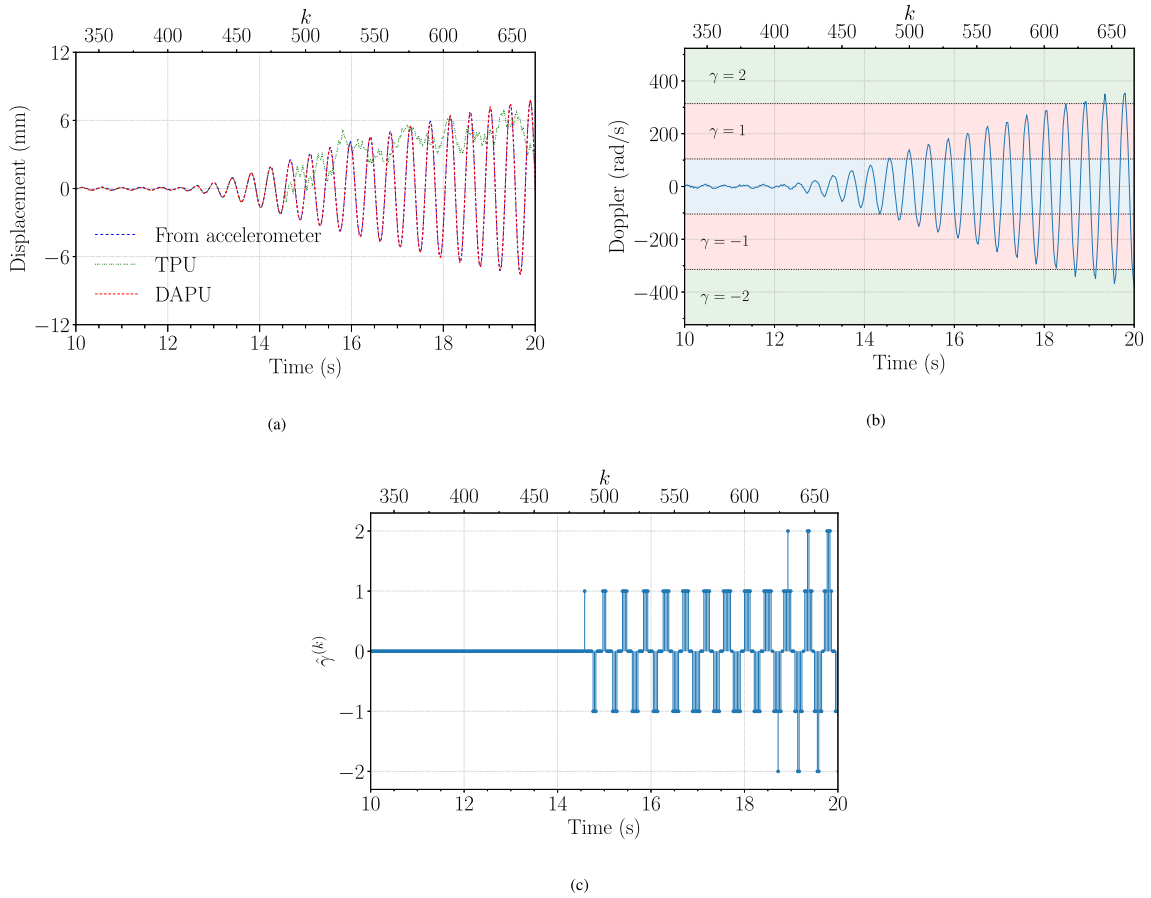 k
350 400 450 500 550 600 650
12
6
0
−6
−12
Displacement (mm)
From accelerometer
TPU
DAPU
10 12 14 16 18 20
Time (s)
(a)
k
350 400 450 500 550 600 650
400
200
0
−200
−400
Doppler (rad/s)
γ = 2
γ = 1
γ = −1
γ = −2
10 12 14 16 18 20
Time (s)
(b)
k
350 400 450 500 550 600 650
2
1
0
−1
−2
γ̂^(k)
10 12 14 16 18 20
Time (s)
(c)